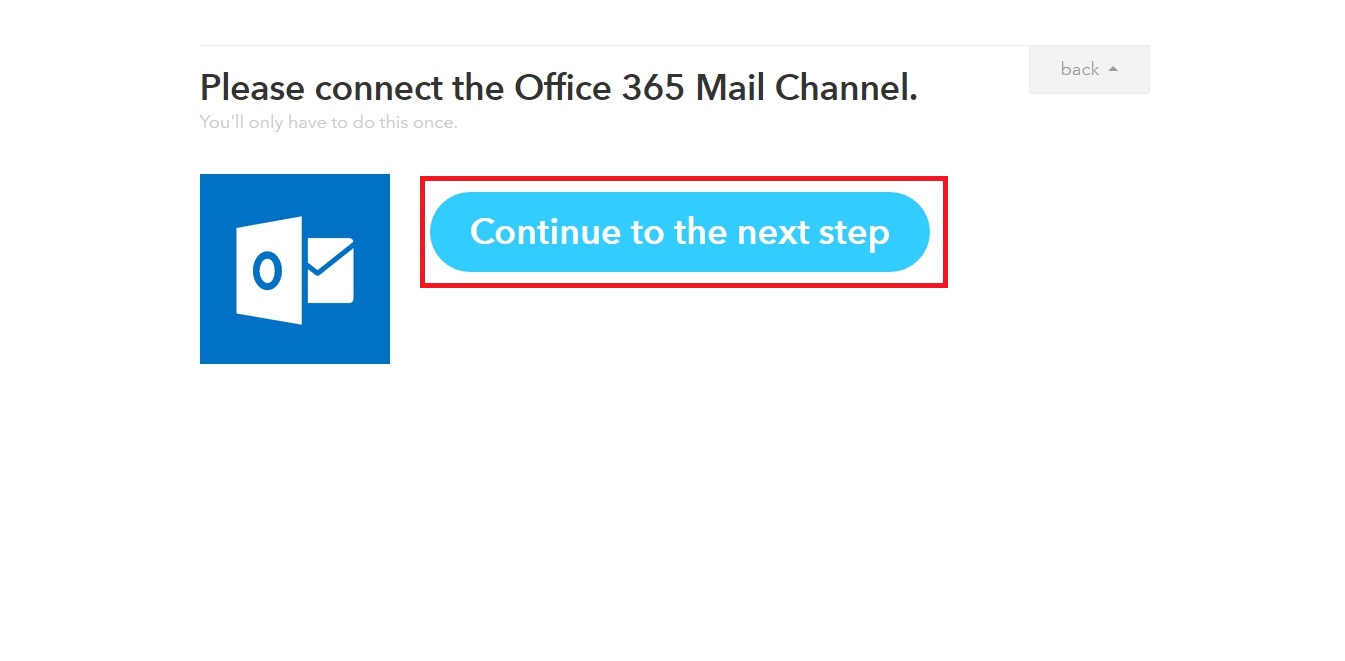 back
Please connect the Office 365 Mail Channel.
You'll only have to do this once.
Continue to the next step